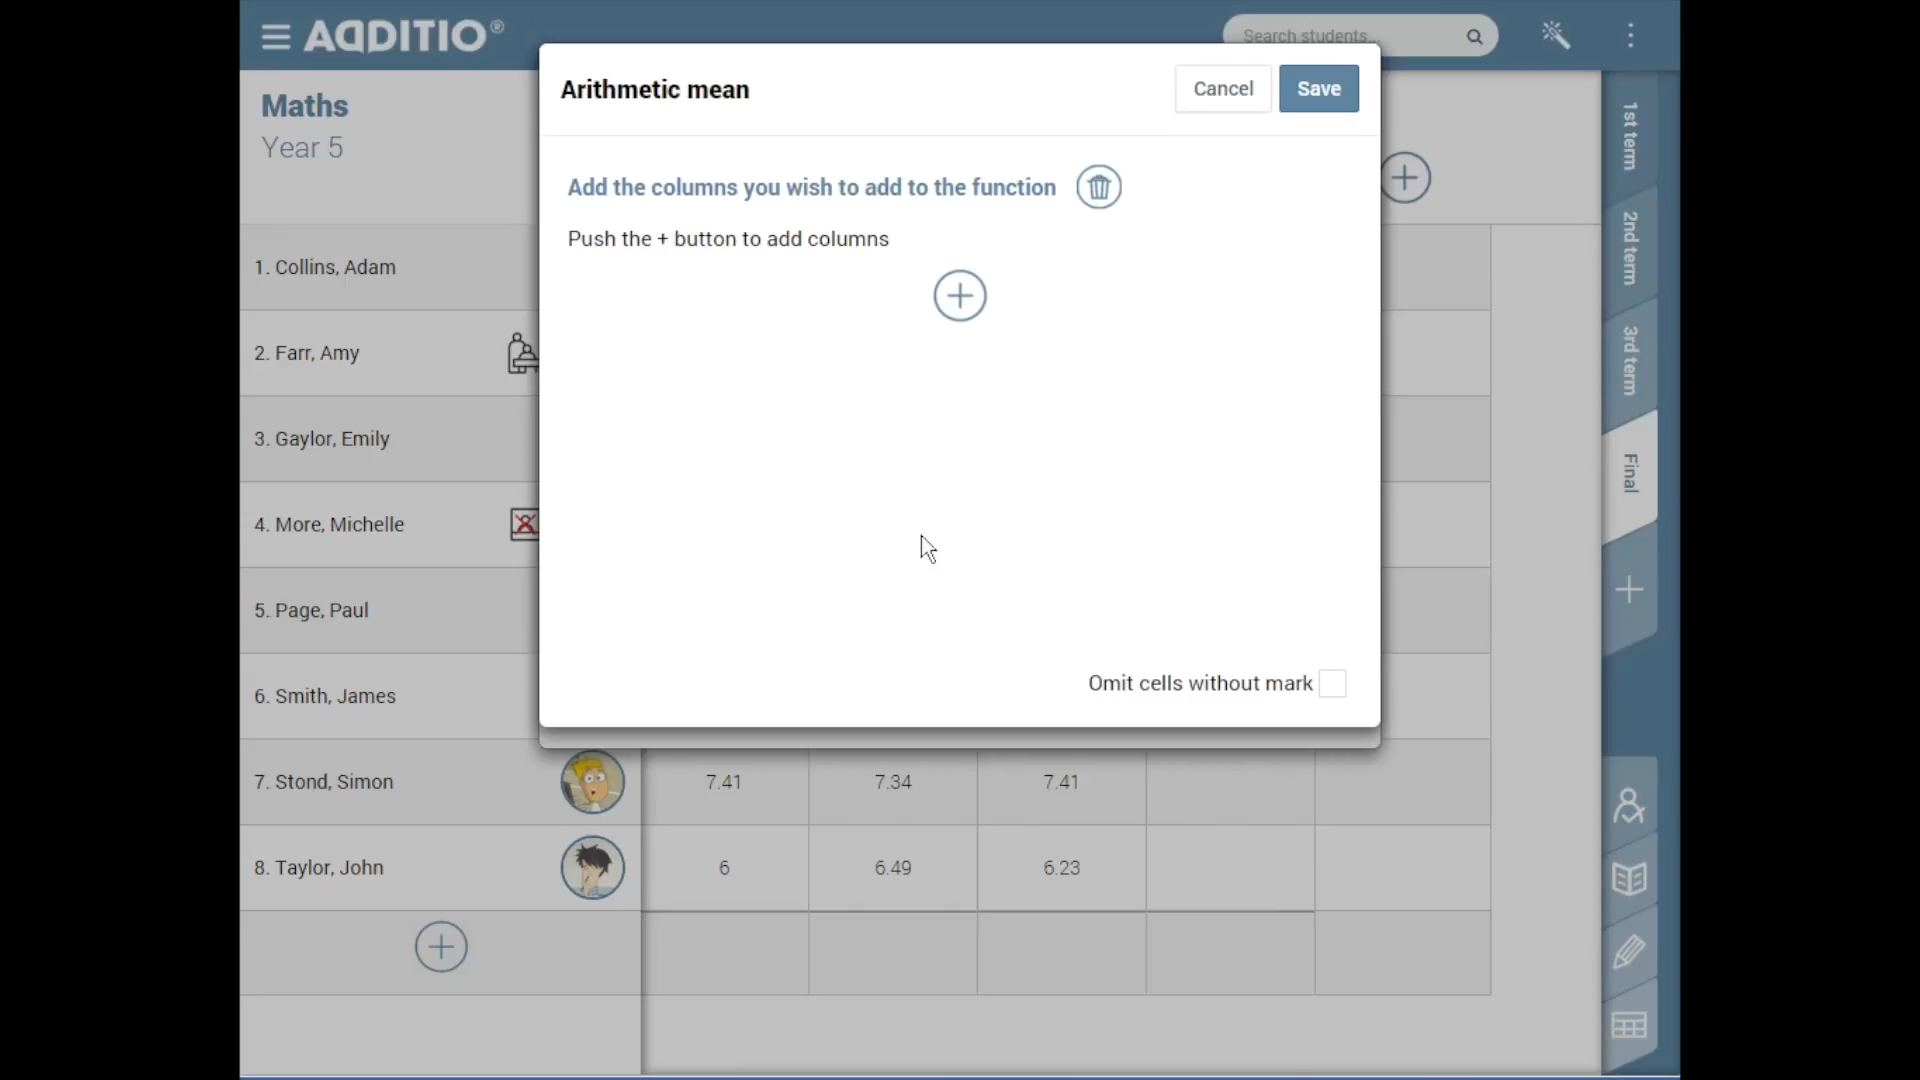 ADDITIO®
Search students...
Maths
Year 5
Arithmetic mean
Cancel
Save
Add the columns you wish to add to the function
Push the + button to add columns
Omit cells without mark
1. Collins, Adam
2. Farr, Amy
3. Gaylor, Emily
4. More, Michelle
5. Page, Paul
6. Smith, James
7. Stond, Simon 7.41 7.34 7.41
8. Taylor, John 6 6.49 6.23
1st term
2nd term
3rd term
Final